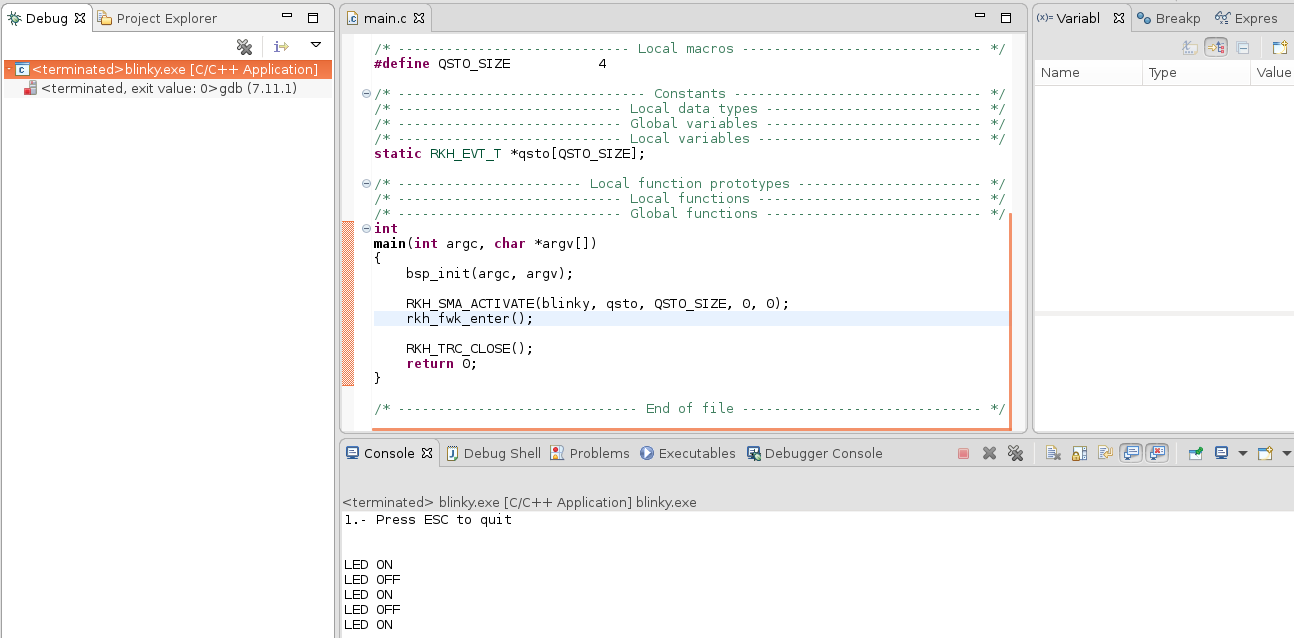 Debug
Project Explorer
<terminated>blinky.exe [C/C++ Application]
<terminated, exit value: 0>gdb (7.11.1)
main.c
/* ----------------------------- Local macros ------------------------------ */
#define QSTO_SIZE           4
/* ------------------------------- Constants ------------------------------- */
/* ---------------------------- Local data types --------------------------- */
/* ---------------------------- Global variables --------------------------- */
/* ---------------------------- Local variables ---------------------------- */
static RKH_EVT_T *qsto[QSTO_SIZE];
/* ----------------------- Local function prototypes ----------------------- */
/* ---------------------------- Local functions ---------------------------- */
/* ---------------------------- Global functions --------------------------- */
int
main(int argc, char *argv[])
{
    bsp_init(argc, argv);
    RKH_SMA_ACTIVATE(blinky, qsto, QSTO_SIZE, 0, 0);
    rkh_fwk_enter();
    RKH_TRC_CLOSE();
    return 0;
}
/* ------------------------------ End of file ------------------------------ */
(x)= Variabl
Breakp
Expres
Name
Type
Value
Console
Debug Shell
Problems
Executables
Debugger Console
<terminated> blinky.exe [C/C++ Application] blinky.exe
1.- Press ESC to quit
LED ON
LED OFF
LED ON
LED OFF
LED ON